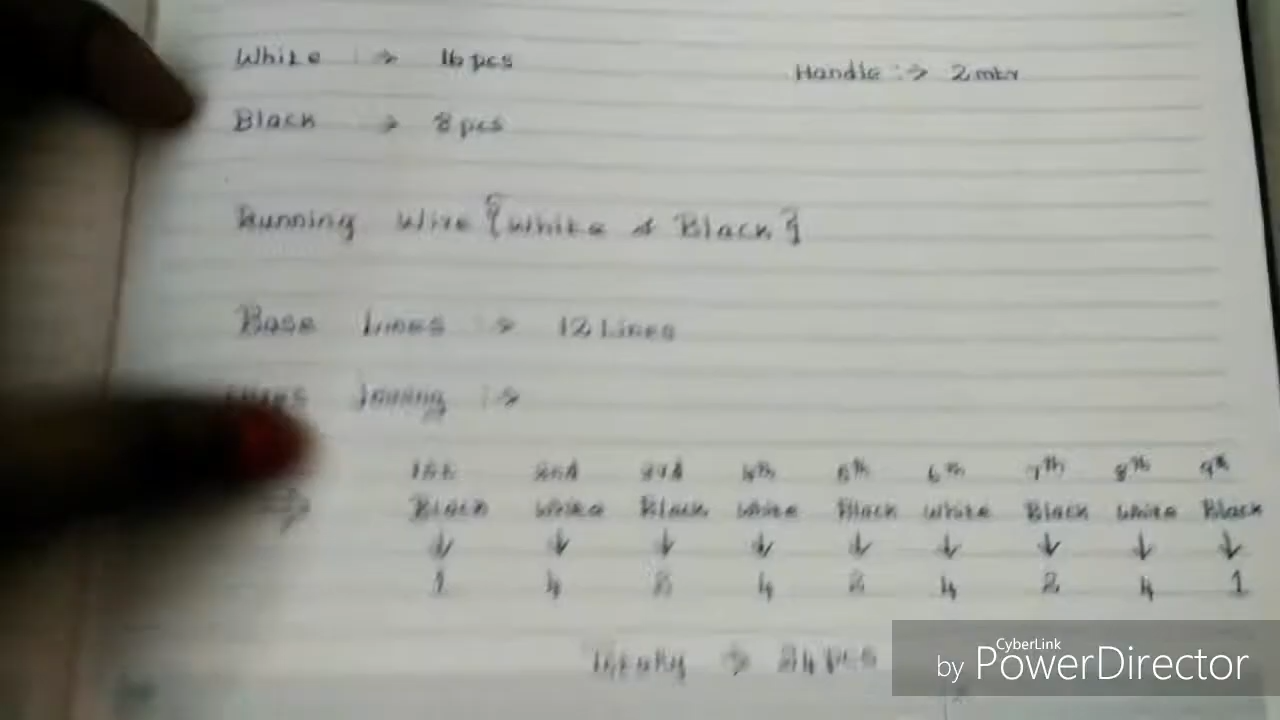 White :-> 16 pcs
Handle :-> 2 mtr
Black -> 8 pcs
Running Wire {White & Black}
Base Lines :-> 12 Lines
Joining :->
1st 2nd 3rd 4th 5th 6th 7th 8th 9th
Black White Black White Black White Black White Black
↓ ↓ ↓ ↓ ↓ ↓ ↓ ↓ ↓
1 4 2 4 2 4 2 4 1
Totally -> 24 pcs
CyberLink
by PowerDirector